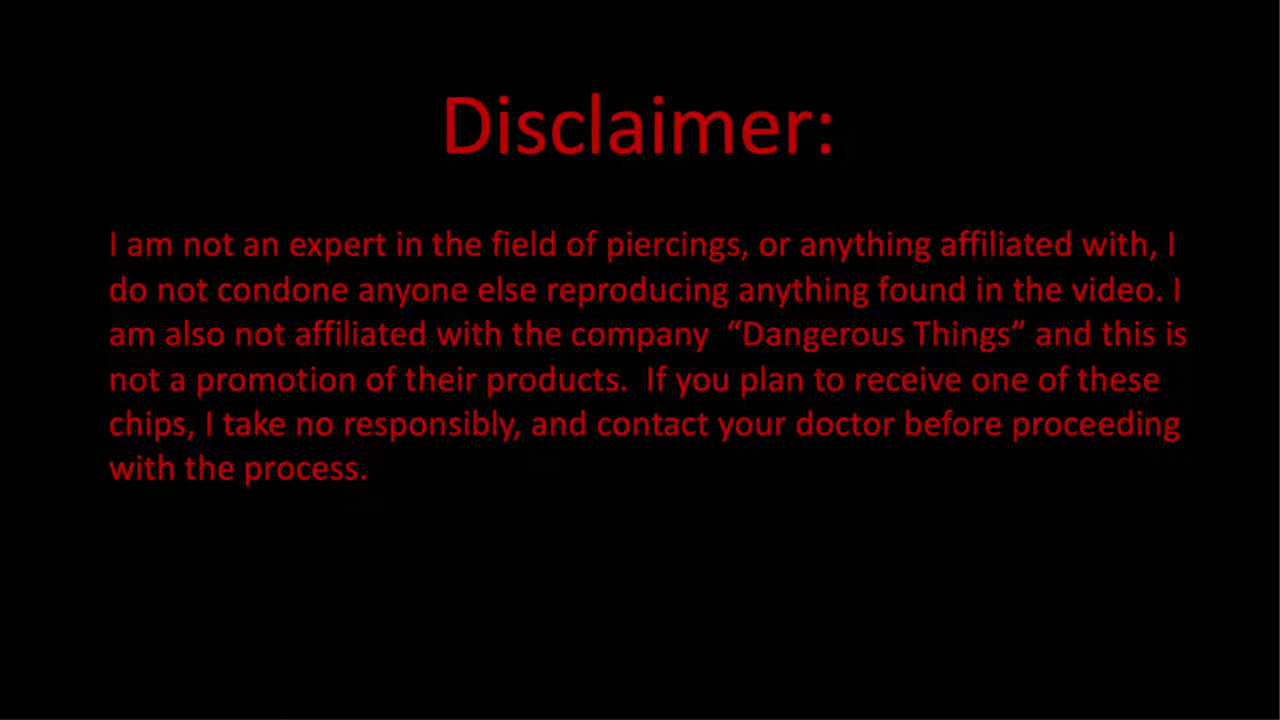 Disclaimer:
I am not an expert in the field of piercings, or anything affiliated with, I
do not condone anyone else reproducing anything found in the video. I
am also not affiliated with the company  “Dangerous Things” and this is
not a promotion of their products.  If you plan to receive one of these
chips, I take no responsibly, and contact your doctor before proceeding
with the process.